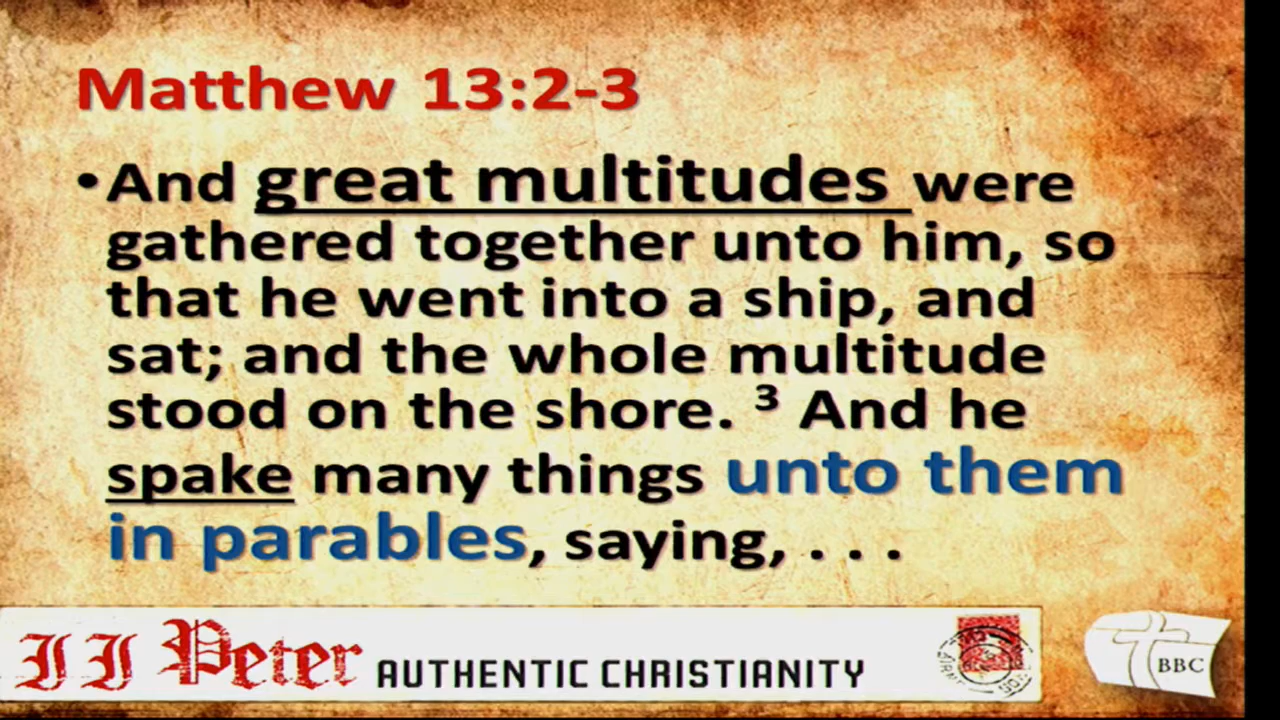 Matthew 13:2-3
•And great multitudes were
gathered together unto him, so
that he went into a ship, and
sat; and the whole multitude
stood on the shore. ³ And he
spake many things unto them
in parables, saying, . . .
II Peter AUTHENTIC CHRISTIANITY
BBC